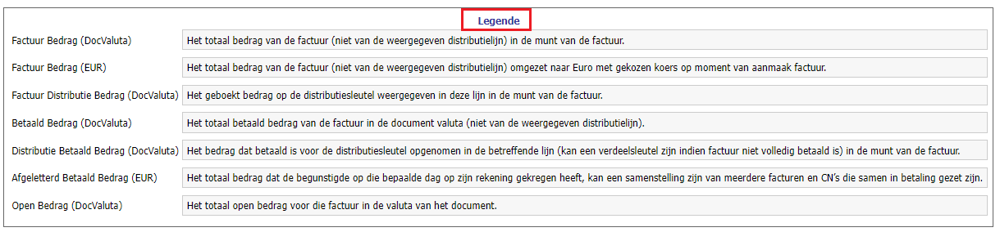 Legende
Factuur Bedrag (DocValuta) Het totaal bedrag van de factuur (niet van de weergegeven distributielijn) in de munt van de factuur.
Factuur Bedrag (EUR) Het totaal bedrag van de factuur (niet van de weergegeven distributielijn) omgezet naar Euro met gekozen koers op moment van aanmaak factuur.
Factuur Distributie Bedrag (DocValuta) Het geboekt bedrag op de distributiesleutel weergegeven in deze lijn in de munt van de factuur.
Betaald Bedrag (DocValuta) Het totaal betaald bedrag van de factuur in de document valuta (niet van de weergegeven distributielijn).
Distributie Betaald Bedrag (DocValuta) Het bedrag dat betaald is voor de distributiesleutel opgenomen in de betreffende lijn (kan een verdeelsleutel zijn indien factuur niet volledig betaald is) in de munt van de factuur.
Afgeletterd Betaald Bedrag (EUR) Het totaal bedrag dat de begunstigde op die bepaalde dag op zijn rekening gekregen heeft, kan een samenstelling zijn van meerdere facturen en CN’s die samen in betaling gezet zijn.
Open Bedrag (DocValuta) Het totaal open bedrag voor die factuur in de valuta van het document.